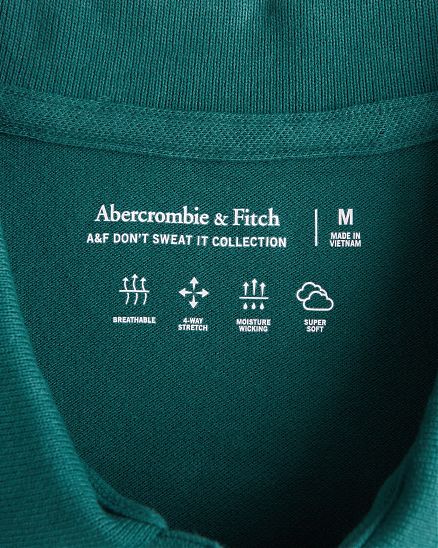 Abercrombie & Fitch
A&F DON'T SWEAT IT COLLECTION
M
MADE IN
VIETNAM
BREATHABLE
4-WAY
STRETCH
MOISTURE
WICKING
SUPER
SOFT